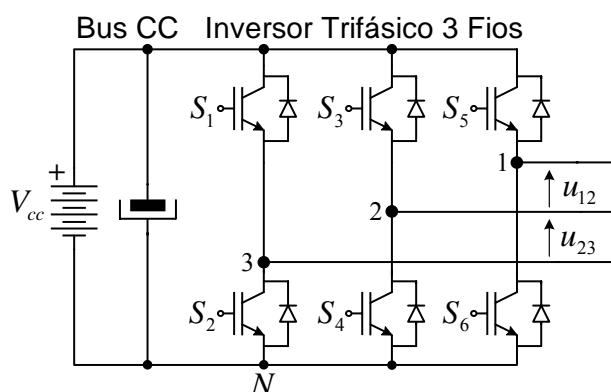 Bus CC Inversor Trifásico 3 Fios
S1 S3 S5
1
+
Vcc
u12
2
u23
3
S2 S4 S6
N